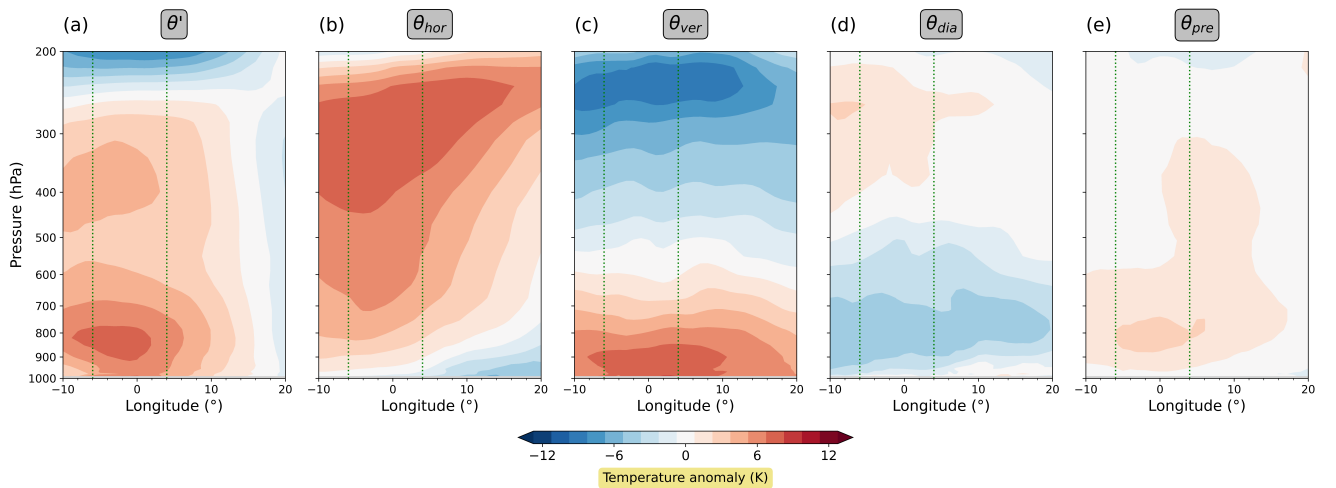 (a) θ'
(b) θhor
(c) θver
(d) θdia
(e) θpre
Pressure (hPa)
200
300
400
500
600
700
800
900
1000
−10 0 10 20
−10 0 10 20
−10 0 10 20
−10 0 10 20
−10 0 10 20
Longitude (°)
Longitude (°)
Longitude (°)
Longitude (°)
Longitude (°)
−12 −6 0 6 12
Temperature anomaly (K)